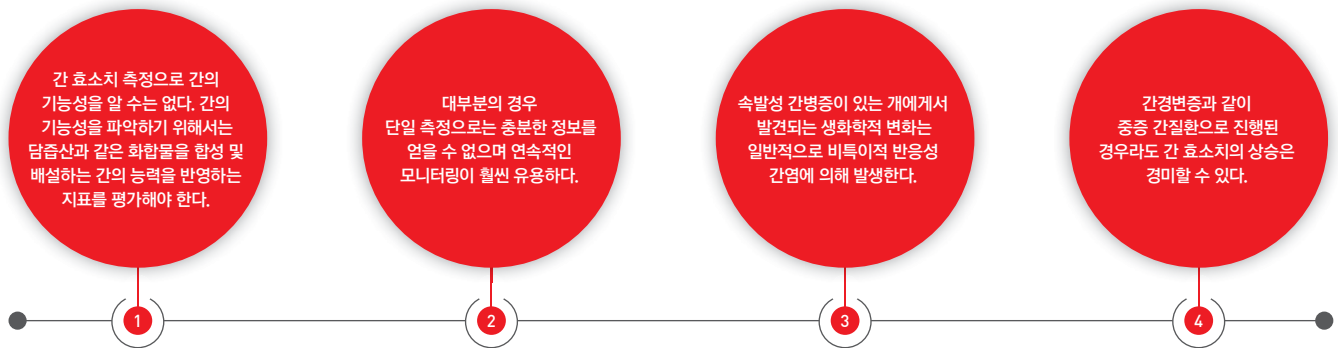 간 효소치 측정으로 간의
기능성을 알 수는 없다. 간의
기능성을 파악하기 위해서는
담즙산과 같은 화합물을 합성 및
배설하는 간의 능력을 반영하는
지표를 평가해야 한다.
1
대부분의 경우
단일 측정으로는 충분한 정보를
얻을 수 없으며 연속적인
모니터링이 훨씬 유용하다.
2
속발성 간병증이 있는 개에게서
발견되는 생화학적 변화는
일반적으로 비특이적 반응성
간염에 의해 발생한다.
3
간경변증과 같이
중증 간질환으로 진행된
경우라도 간 효소치의 상승은
경미할 수 있다.
4